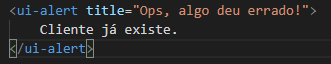 <ui-alert title="Ops, algo deu errado!">
    Cliente já existe.
</ui-alert>